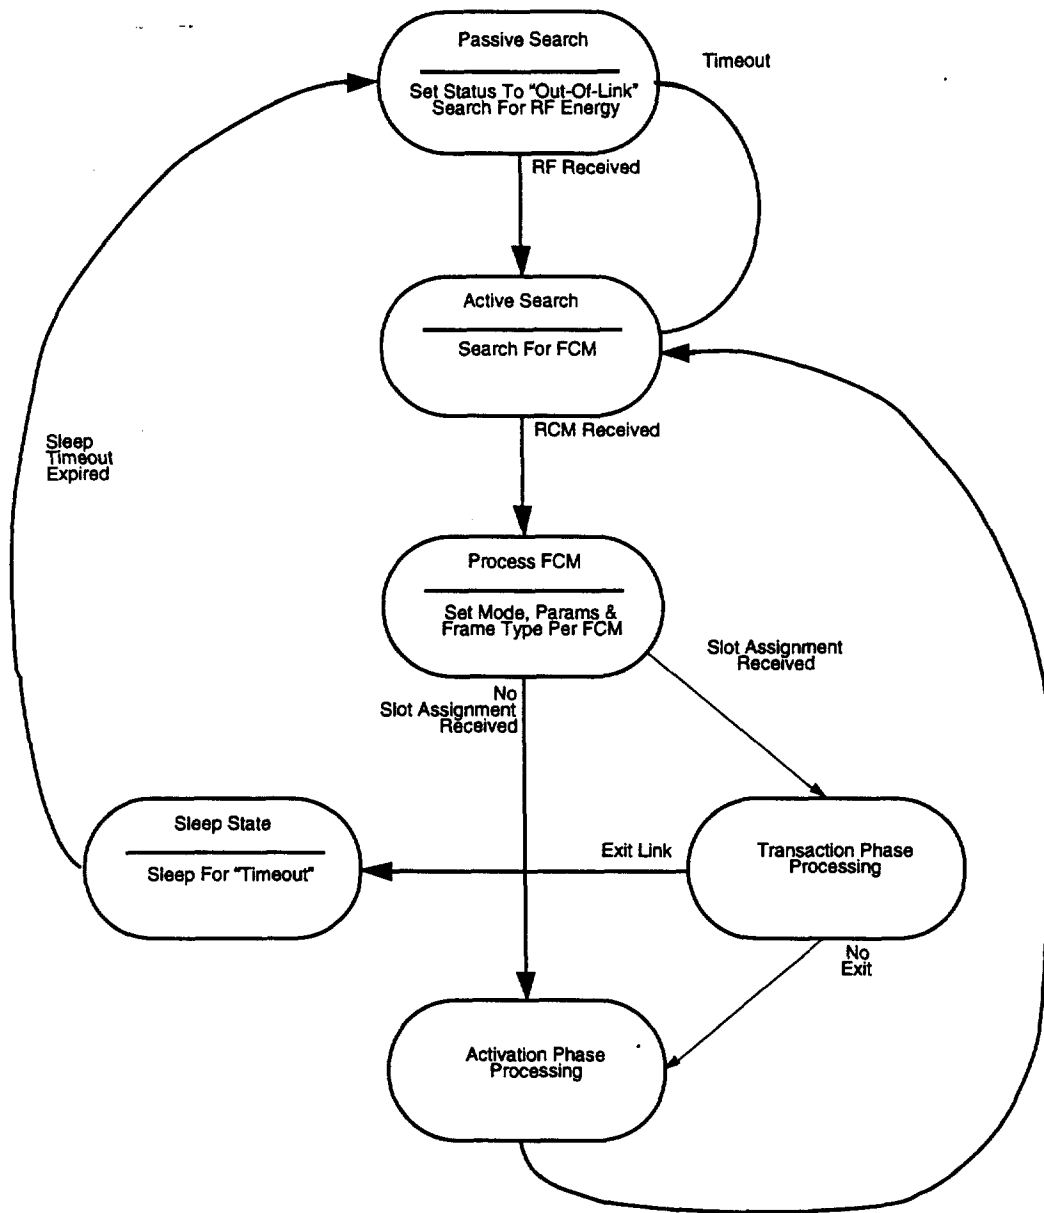 Passive Search
Set Status To "Out-Of-Link"
Search For RF Energy
Timeout
RF Received
Active Search
Search For FCM
RCM Received
Sleep
Timeout
Expired
Process FCM
Set Mode, Params &
Frame Type Per FCM
Slot Assignment
Received
No
Slot Assignment
Received
Sleep State
Sleep For "Timeout"
Exit Link
Transaction Phase
Processing
No
Exit
Activation Phase
Processing